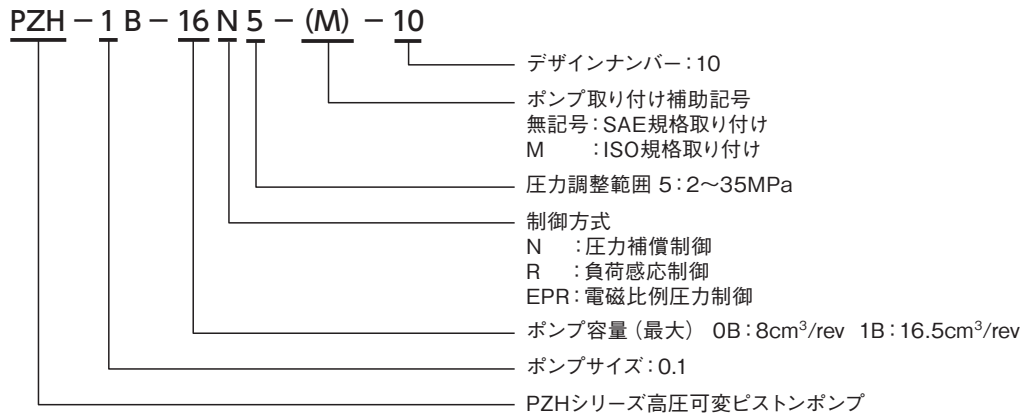 PZH－1 B－16 N 5－(M)－10
デザインナンバー：10
ポンプ取り付け補助記号
無記号：SAE規格取り付け
M　　：ISO規格取り付け
圧力調整範囲 5：2～35MPa
制御方式
N　：圧力補償制御
R　：負荷感応制御
EPR：電磁比例圧力制御
ポンプ容量（最大） 0B：8cm³/rev 1B：16.5cm³/rev
ポンプサイズ：0.1
PZHシリーズ高圧可変ピストンポンプ